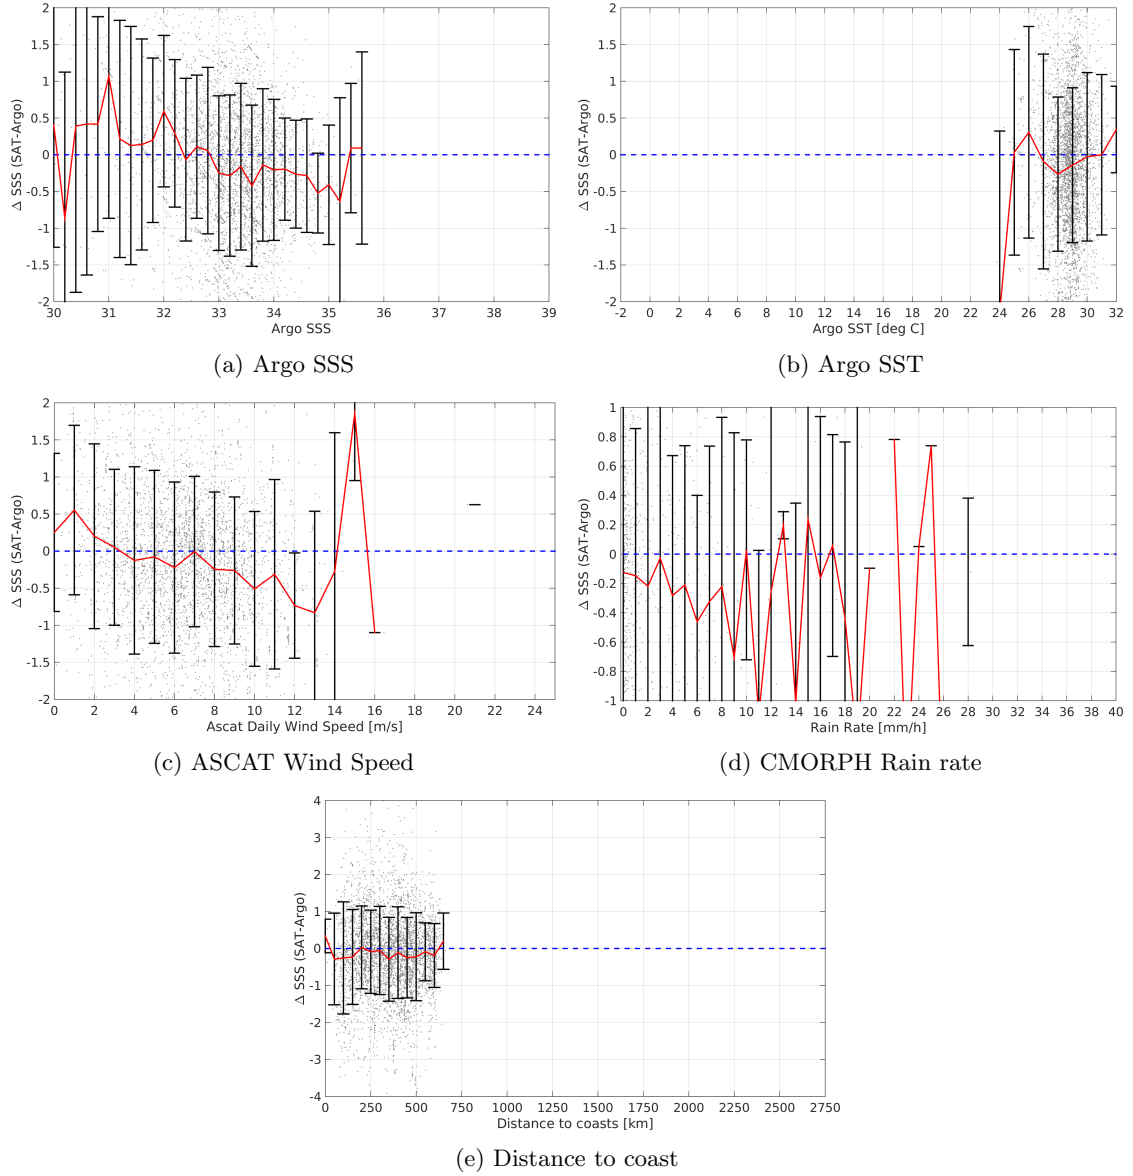 2
1.5
1
0.5
0
-0.5
-1
-1.5
-2
Δ SSS (SAT-Argo)
30 31 32 33 34 35 36 37 38 39
Argo SSS
(a) Argo SSS
2
1.5
1
0.5
0
-0.5
-1
-1.5
-2
Δ SSS (SAT-Argo)
-2 0 2 4 6 8 10 12 14 16 18 20 22 24 26 28 30 32
Argo SST [deg C]
(b) Argo SST
2
1.5
1
0.5
0
-0.5
-1
-1.5
-2
Δ SSS (SAT-Argo)
0 2 4 6 8 10 12 14 16 18 20 22 24
Ascat Daily Wind Speed [m/s]
(c) ASCAT Wind Speed
1
0.8
0.6
0.4
0.2
0
-0.2
-0.4
-0.6
-0.8
-1
Δ SSS (SAT-Argo)
0 2 4 6 8 10 12 14 16 18 20 22 24 26 28 30 32 34 36 38 40
Rain Rate [mm/h]
(d) CMORPH Rain rate
4
3
2
1
0
-1
-2
-3
-4
Δ SSS (SAT-Argo)
0 250 500 750 1000 1250 1500 1750 2000 2250 2500 2750
Distance to coasts [km]
(e) Distance to coast